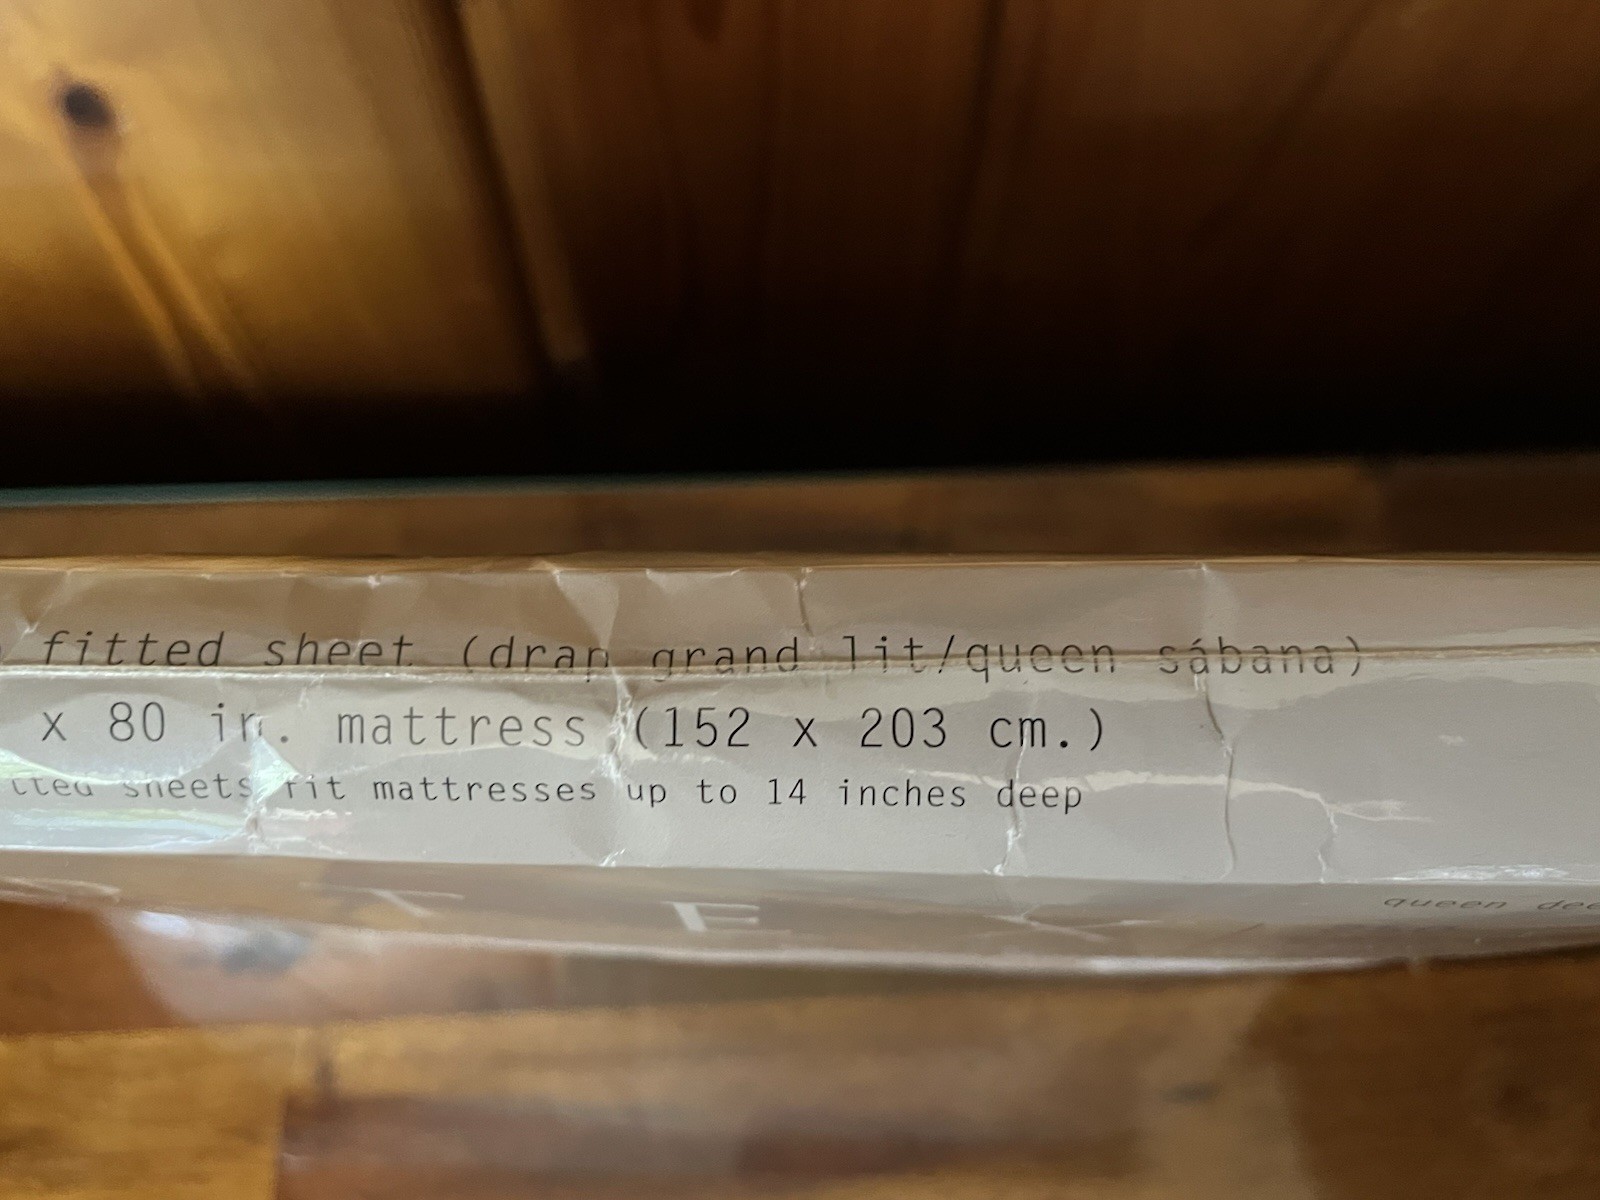 fitted sheet (drap grand lit/queen sábana)
x 80 in. mattress (152 x 203 cm.)
sheets fit mattresses up to 14 inches deep
T E X
queen